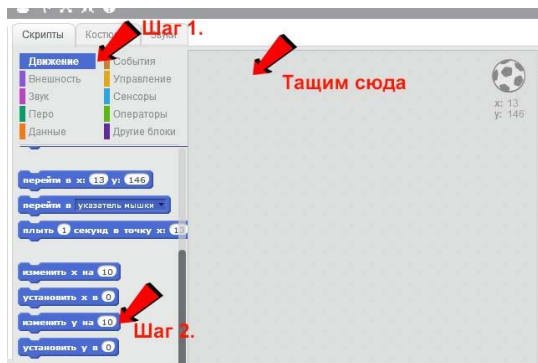 Скрипты Костю Звуки
Шаг 1.
Движение События
Внешность Управление
Звук Сенсоры
Перо Операторы
Данные Другие блоки
Тащим сюда
x: 13
y: 146
перейти в x: 13 y: 146
перейти в указатель мышки
плыть 1 секунд в точку x: 13
изменить x на 10
установить x в 0
изменить y на 10
Шаг 2.
установить y в 0